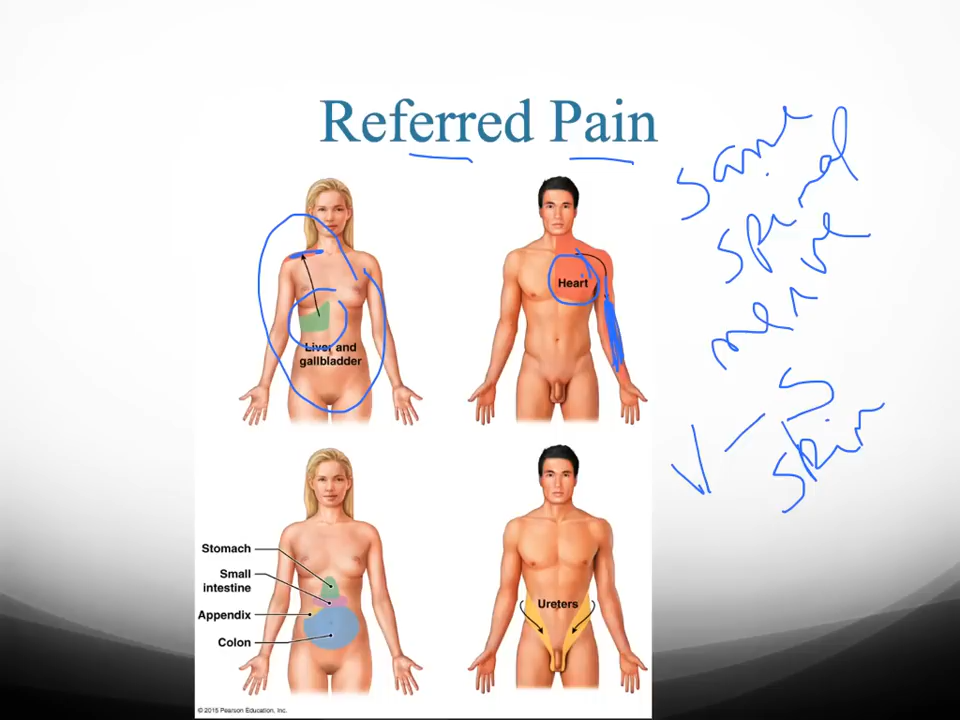 Referred Pain
same
spinal
nerve
V - S
skin
Liver and
gallbladder
Heart
Stomach
Small
intestine
Appendix
Colon
Ureters
© 2015 Pearson Education, Inc.